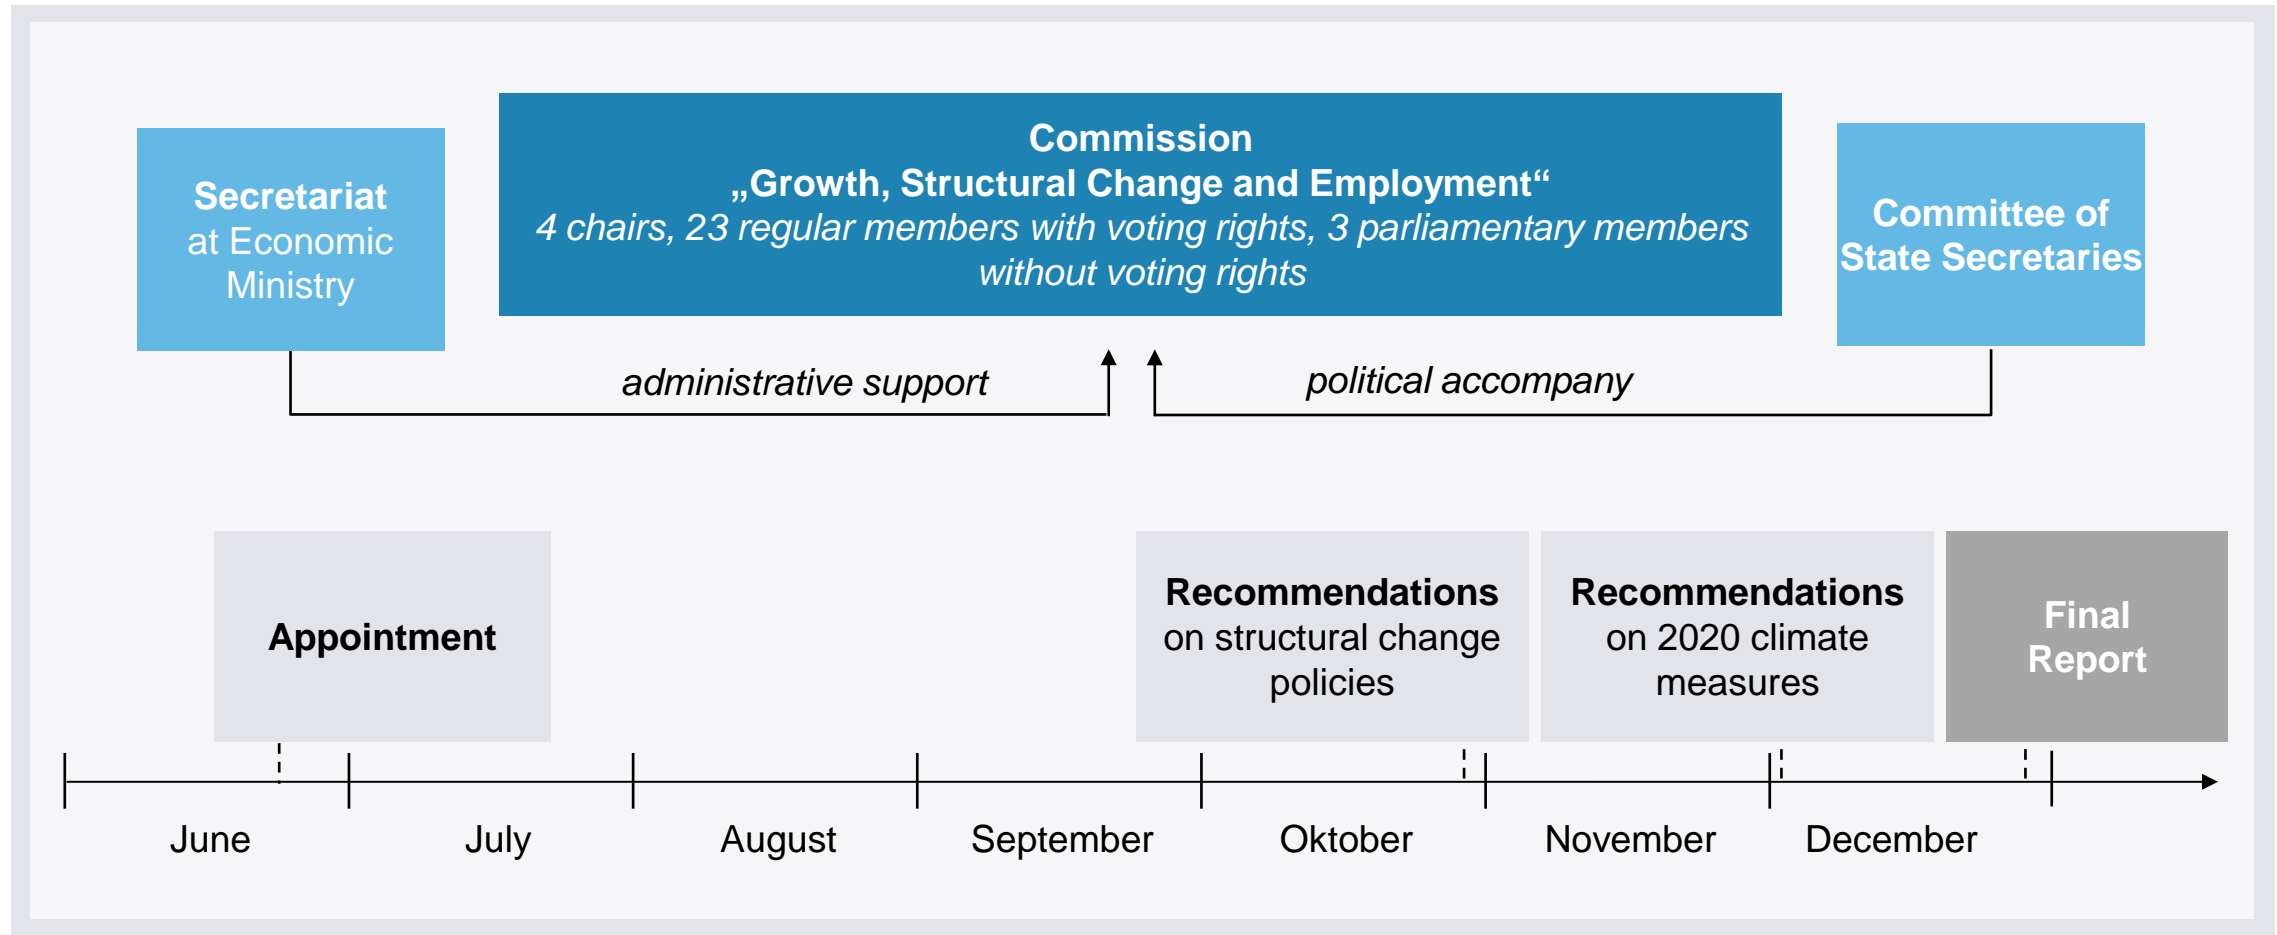 Secretariat
at Economic
Ministry
Commission
„Growth, Structural Change and Employment“
4 chairs, 23 regular members with voting rights, 3 parliamentary members
without voting rights
Committee of
State Secretaries
administrative support
political accompany
Appointment
Recommendations
on structural change
policies
Recommendations
on 2020 climate
measures
Final
Report
June
July
August
September
Oktober
November
December